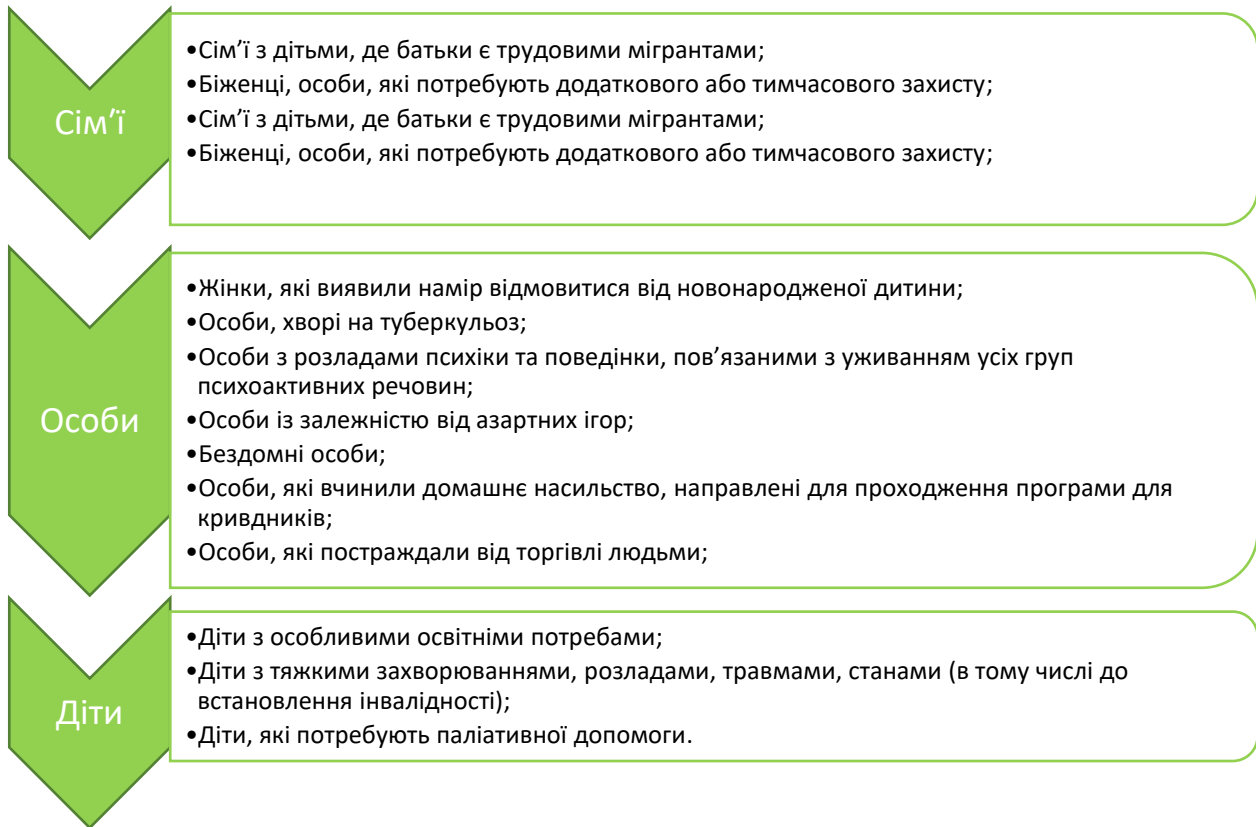 Сім’ї
•Сім’ї з дітьми, де батьки є трудовими мігрантами;
•Біженці, особи, які потребують додаткового або тимчасового захисту;
•Сім’ї з дітьми, де батьки є трудовими мігрантами;
•Біженці, особи, які потребують додаткового або тимчасового захисту;
Особи
•Жінки, які виявили намір відмовитися від новонародженої дитини;
•Особи, хворі на туберкульоз;
•Особи з розладами психіки та поведінки, пов’язаними з уживанням усіх груп
психоактивних речовин;
•Особи із залежністю від азартних ігор;
•Бездомні особи;
•Особи, які вчинили домашнє насильство, направлені для проходження програми для
кривдників;
•Особи, які постраждали від торгівлі людьми;
Діти
•Діти з особливими освітніми потребами;
•Діти з тяжкими захворюваннями, розладами, травмами, станами (в тому числі до
встановлення інвалідності);
•Діти, які потребують паліативної допомоги.